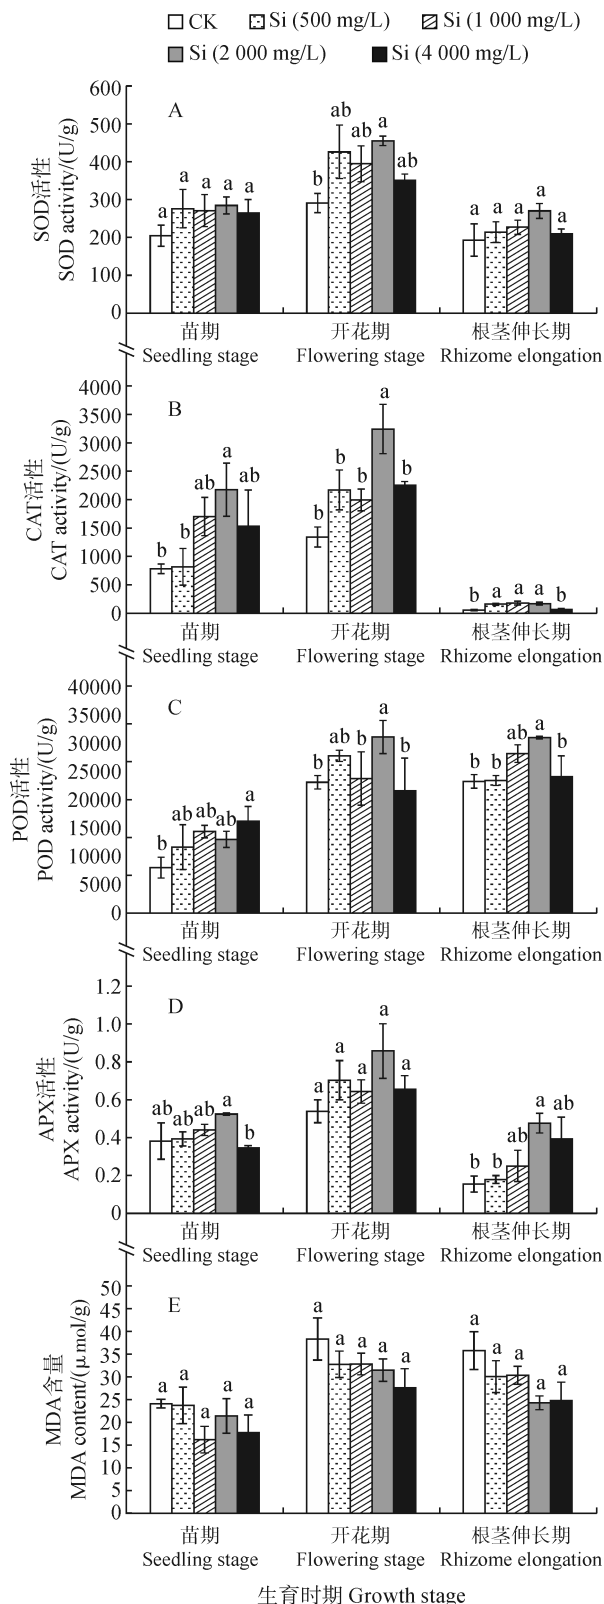 CK Si (500 mg/L) Si (1 000 mg/L)
Si (2 000 mg/L) Si (4 000 mg/L)
A
SOD活性
SOD activity/(U/g)
600
500
400
300
200
100
0
a a a a a
b ab ab a ab
a a a a a
苗期 开花期 根茎伸长期
Seedling stage Flowering stage Rhizome elongation
B
CAT活性
CAT activity/(U/g)
4000
3500
3000
2500
2000
1500
1000
500
0
b b ab a ab
b b b a b
b a a a b
苗期 开花期 根茎伸长期
Seedling stage Flowering stage Rhizome elongation
C
POD活性
POD activity/(U/g)
40000
35000
30000
25000
20000
15000
10000
5000
0
b ab ab ab a
b ab b a b
b b ab a b
苗期 开花期 根茎伸长期
Seedling stage Flowering stage Rhizome elongation
D
APX活性
APX activity/(U/g)
1.2
1.0
0.8
0.6
0.4
0.2
0
ab ab ab a b
a a a a a
b b ab a ab
苗期 开花期 根茎伸长期
Seedling stage Flowering stage Rhizome elongation
E
MDA含量
MDA content/(μ mol/g)
50
45
40
35
30
25
20
15
10
5
0
a a a a a
a a a a a
a a a a a
苗期 开花期 根茎伸长期
Seedling stage Flowering stage Rhizome elongation
生育时期 Growth stage